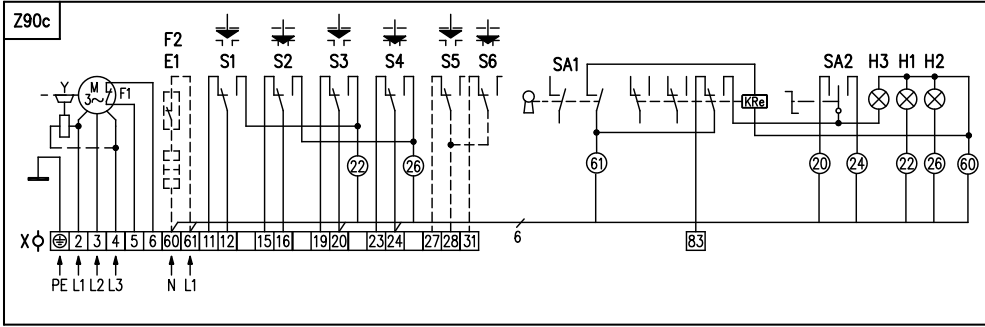 Z90c
F2
E1 S1 S2 S3 S4 S5 S6 SA1 SA2 H3 H1 H2
Y M 3~ F1
KRe
22 26 61 20 24 22 26 60
X 2 3 4 5 6 60 61 11 12 15 16 19 20 23 24 27 28 31 6 83
PE L1 L2 L3 N L1